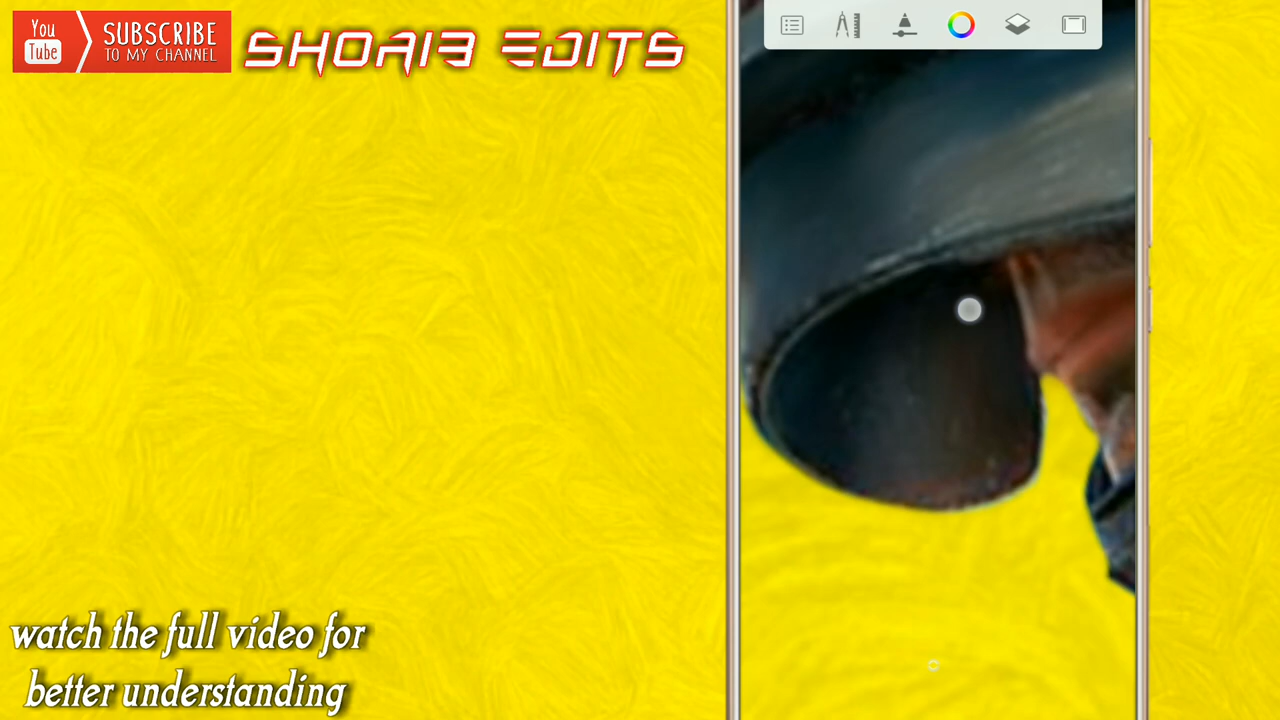 You
Tube
SUBSCRIBE
TO MY CHANNEL
SHOAIB EDITS
watch the full video for
better understanding